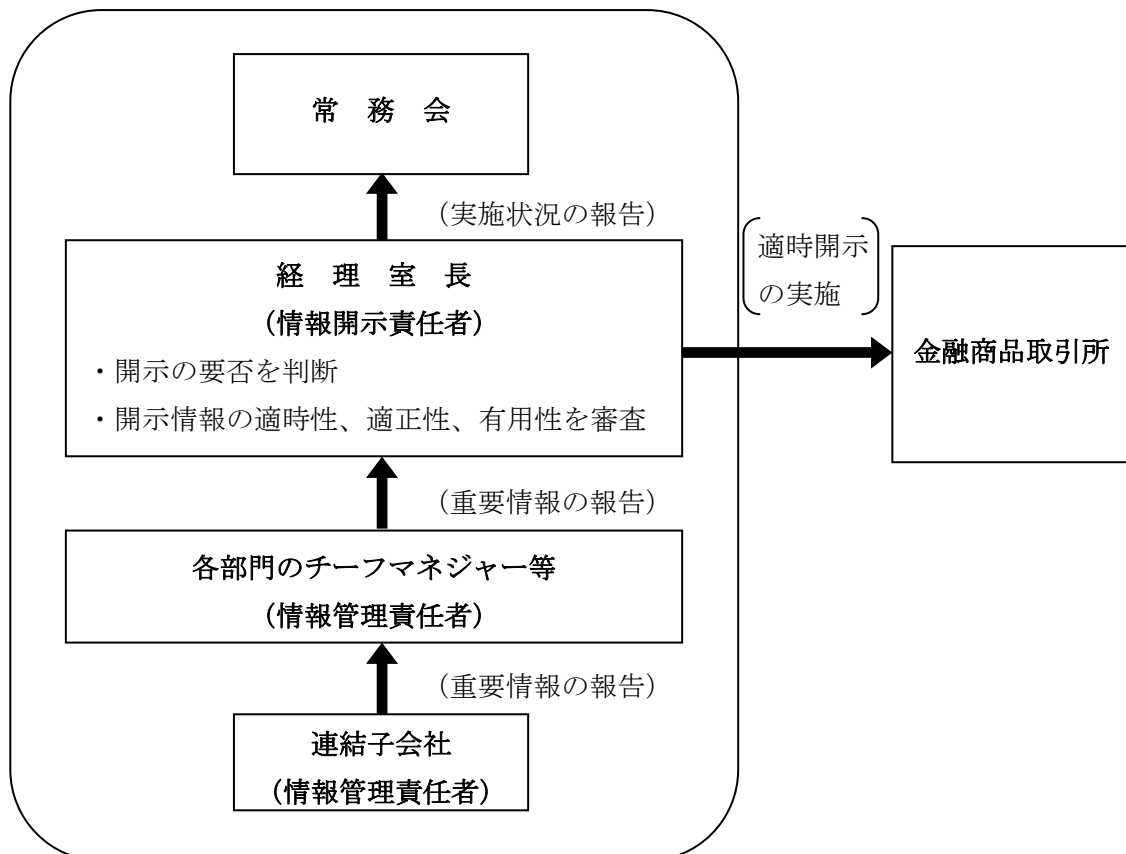 常　務　会
（実施状況の報告）
経　理　室　長
（情報開示責任者）
・開示の要否を判断
・開示情報の適時性、適正性、有用性を審査
適時開示
の実施
金融商品取引所
（重要情報の報告）
各部門のチーフマネジャー等
（情報管理責任者）
（重要情報の報告）
連結子会社
（情報管理責任者）